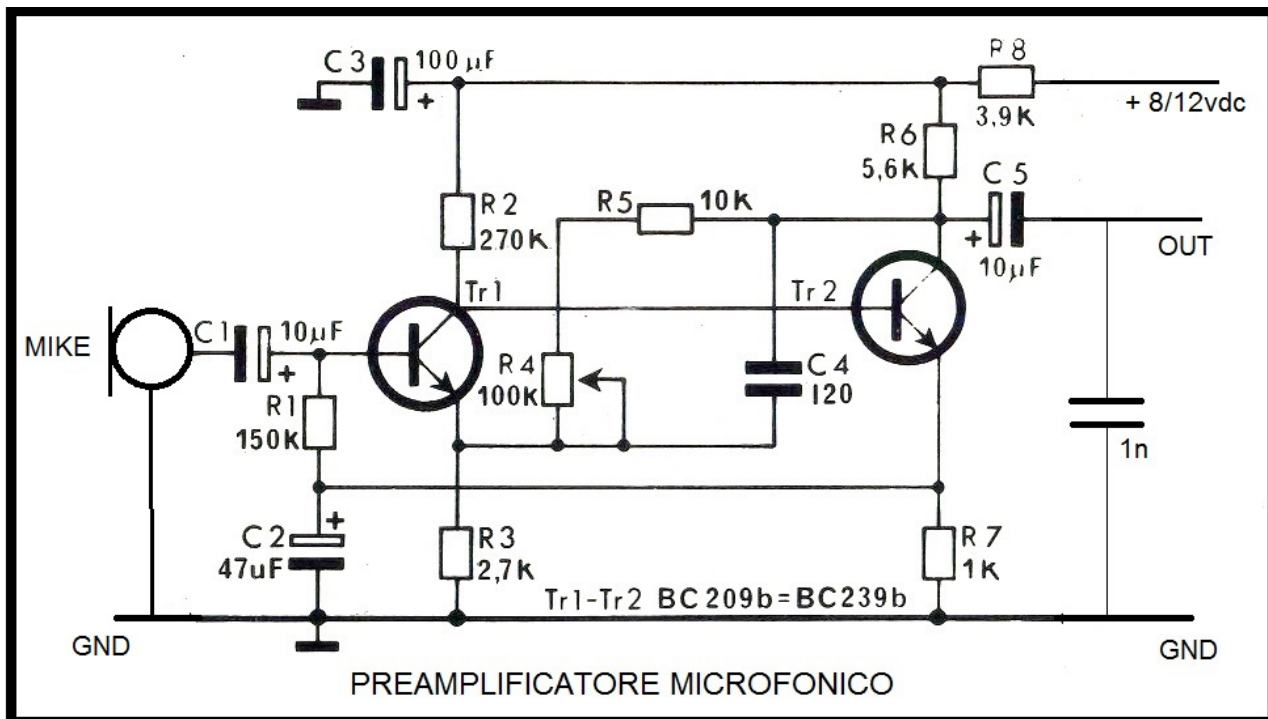 C3
100 µF
+
R8
3,9K
+ 8/12vdc
R6
5,6K
R2
270K
R5
10K
C5
+
10µF
OUT
Tr1
Tr2
MIKE
C1
10µF
+
R4
100K
C4
120
R1
150K
1n
C2
+
47uF
R3
2,7K
R7
1K
Tr1-Tr2 BC209b=BC239b
GND
GND
PREAMPLIFICATORE MICROFONICO